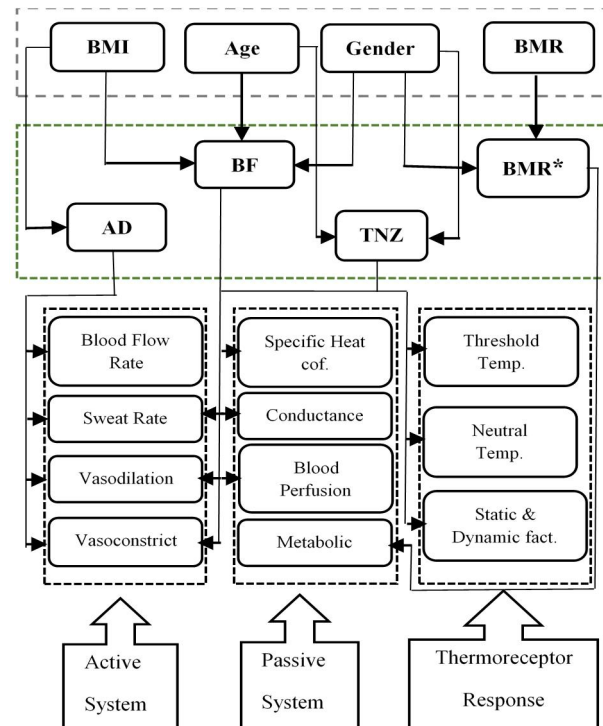 BMI
Age
Gender
BMR
BF
BMR*
AD
TNZ
Blood Flow
Rate
Sweat Rate
Vasodilation
Vasoconstrict
Specific Heat
cof.
Conductance
Blood
Perfusion
Metabolic
Threshold
Temp.
Neutral
Temp.
Static &
Dynamic fact.
Active
System
Passive
System
Thermoreceptor
Response